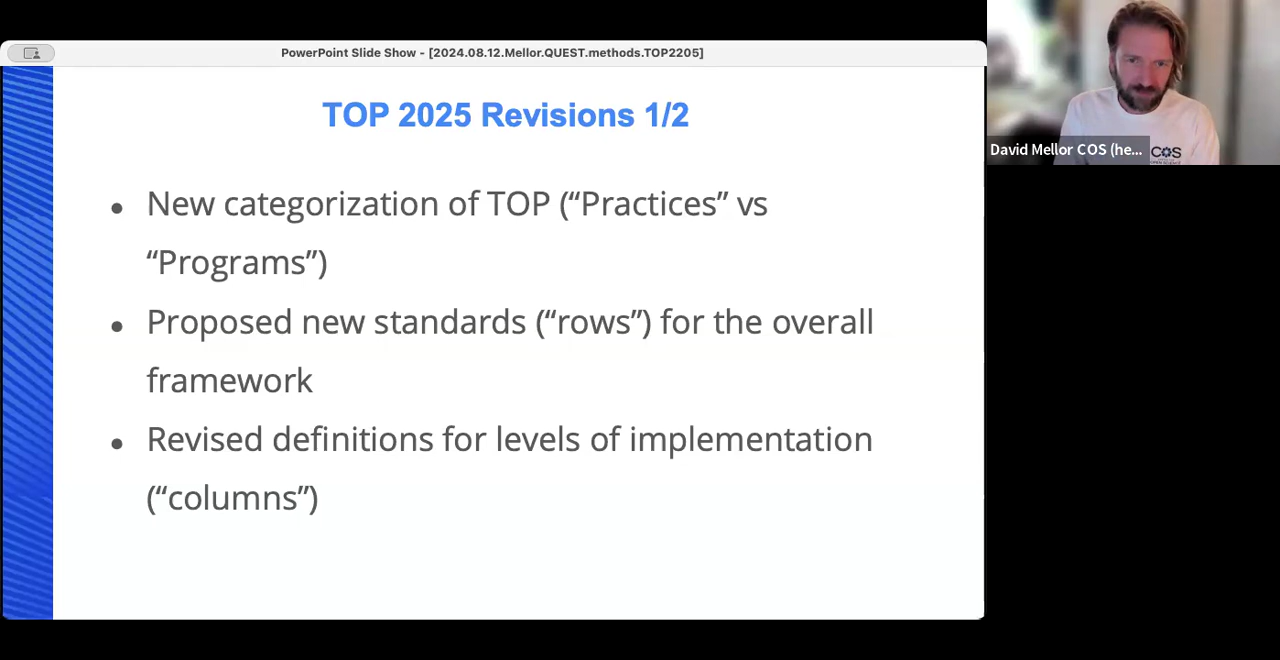 PowerPoint Slide Show - [2024.08.12.Mellor.QUEST.methods.TOP2205]
TOP 2025 Revisions 1/2
● New categorization of TOP (“Practices” vs
“Programs”)
● Proposed new standards (“rows”) for the overall
framework
● Revised definitions for levels of implementation
(“columns”)
David Mellor COS (he...
COS